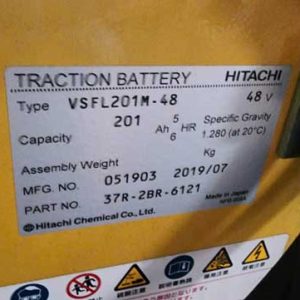 TRACTION BATTERY HITACHI
Type VSFL201M-48 48 V
Capacity 201 Ah 5 6 HR Specific Gravity 1.280 (at 20°C)
Assembly Weight Kg
MFG. NO. 051903 2019/07
PART NO. 37R-2BR-6121
Hitachi Chemical Co., Ltd. Made in Japan